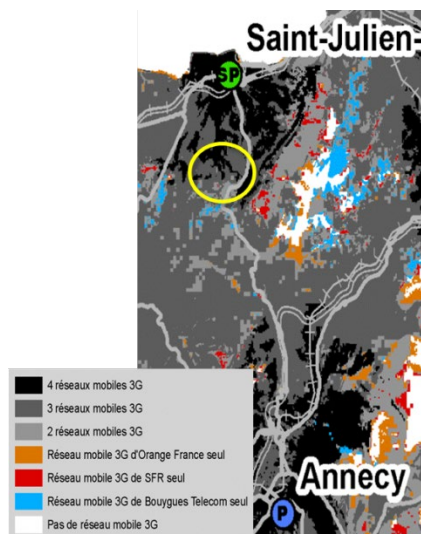 Saint-Julien-
SP
4 réseaux mobiles 3G
3 réseaux mobiles 3G
2 réseaux mobiles 3G
Réseau mobile 3G d'Orange France seul
Réseau mobile 3G de SFR seul
Réseau mobile 3G de Bouygues Telecom seul
Pas de réseau mobile 3G
Annecy
P